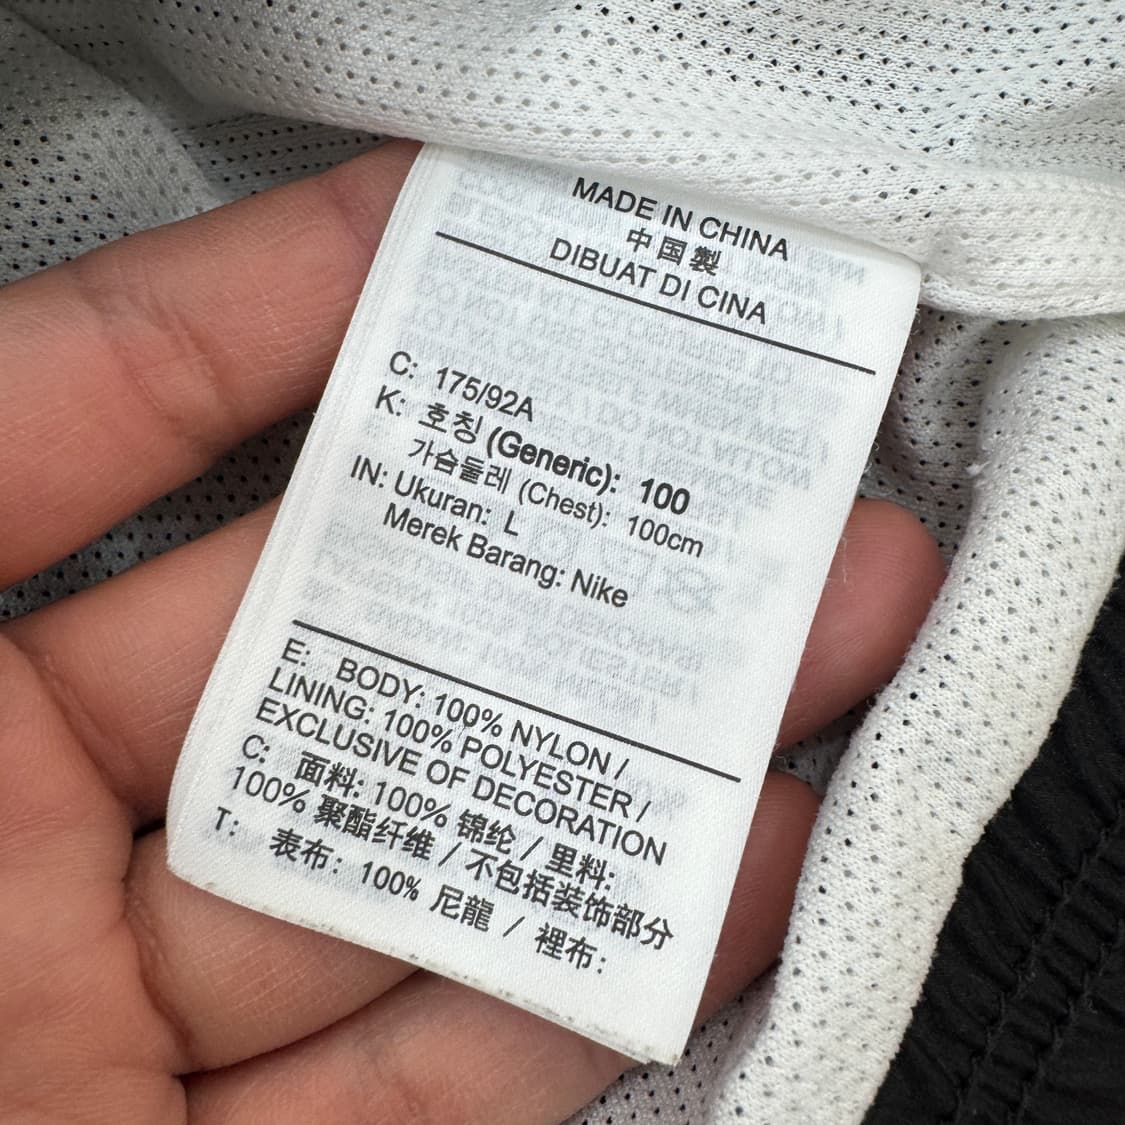 MADE IN CHINA
中国製
DIBUAT DI CINA
C: 175/92A
K: 호칭 (Generic): 100
가슴둘레 (Chest): 100cm
IN: Ukuran: L
Merek Barang: Nike
E: BODY: 100% NYLON /
LINING: 100% POLYESTER /
EXCLUSIVE OF DECORATION
C: 面料: 100% 锦纶 / 里料:
100% 聚酯纤维 / 不包括装饰部分
T: 表布: 100% 尼龍 / 裡布: